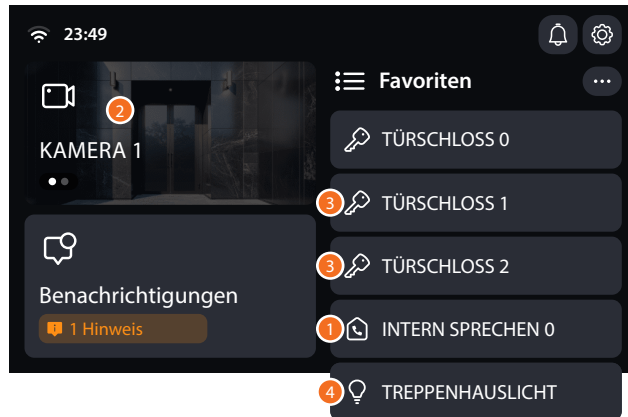 23:49
2
KAMERA 1
Benachrichtigungen
1 Hinweis
Favoriten
TÜRSCHLOSS 0
3 TÜRSCHLOSS 1
3 TÜRSCHLOSS 2
1 INTERN SPRECHEN 0
4 TREPPENHAUSLICHT